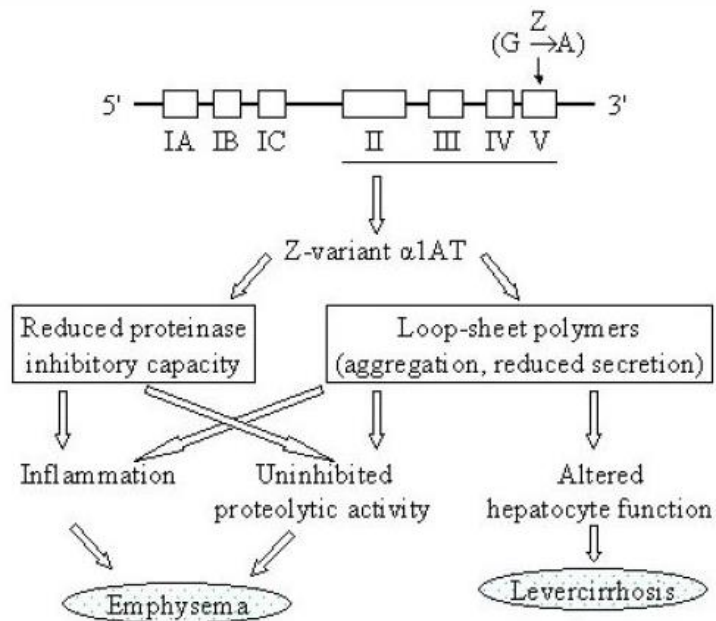 Z
(G →A)
5' 3'
IA IB IC II III IV V
Z-variant α1AT
Reduced proteinase
inhibitory capacity
Loop-sheet polymers
(aggregation, reduced secretion)
Inflammation
Uninhibited
proteolytic activity
Altered
hepatocyte function
Emphysema
Levercirrhosis